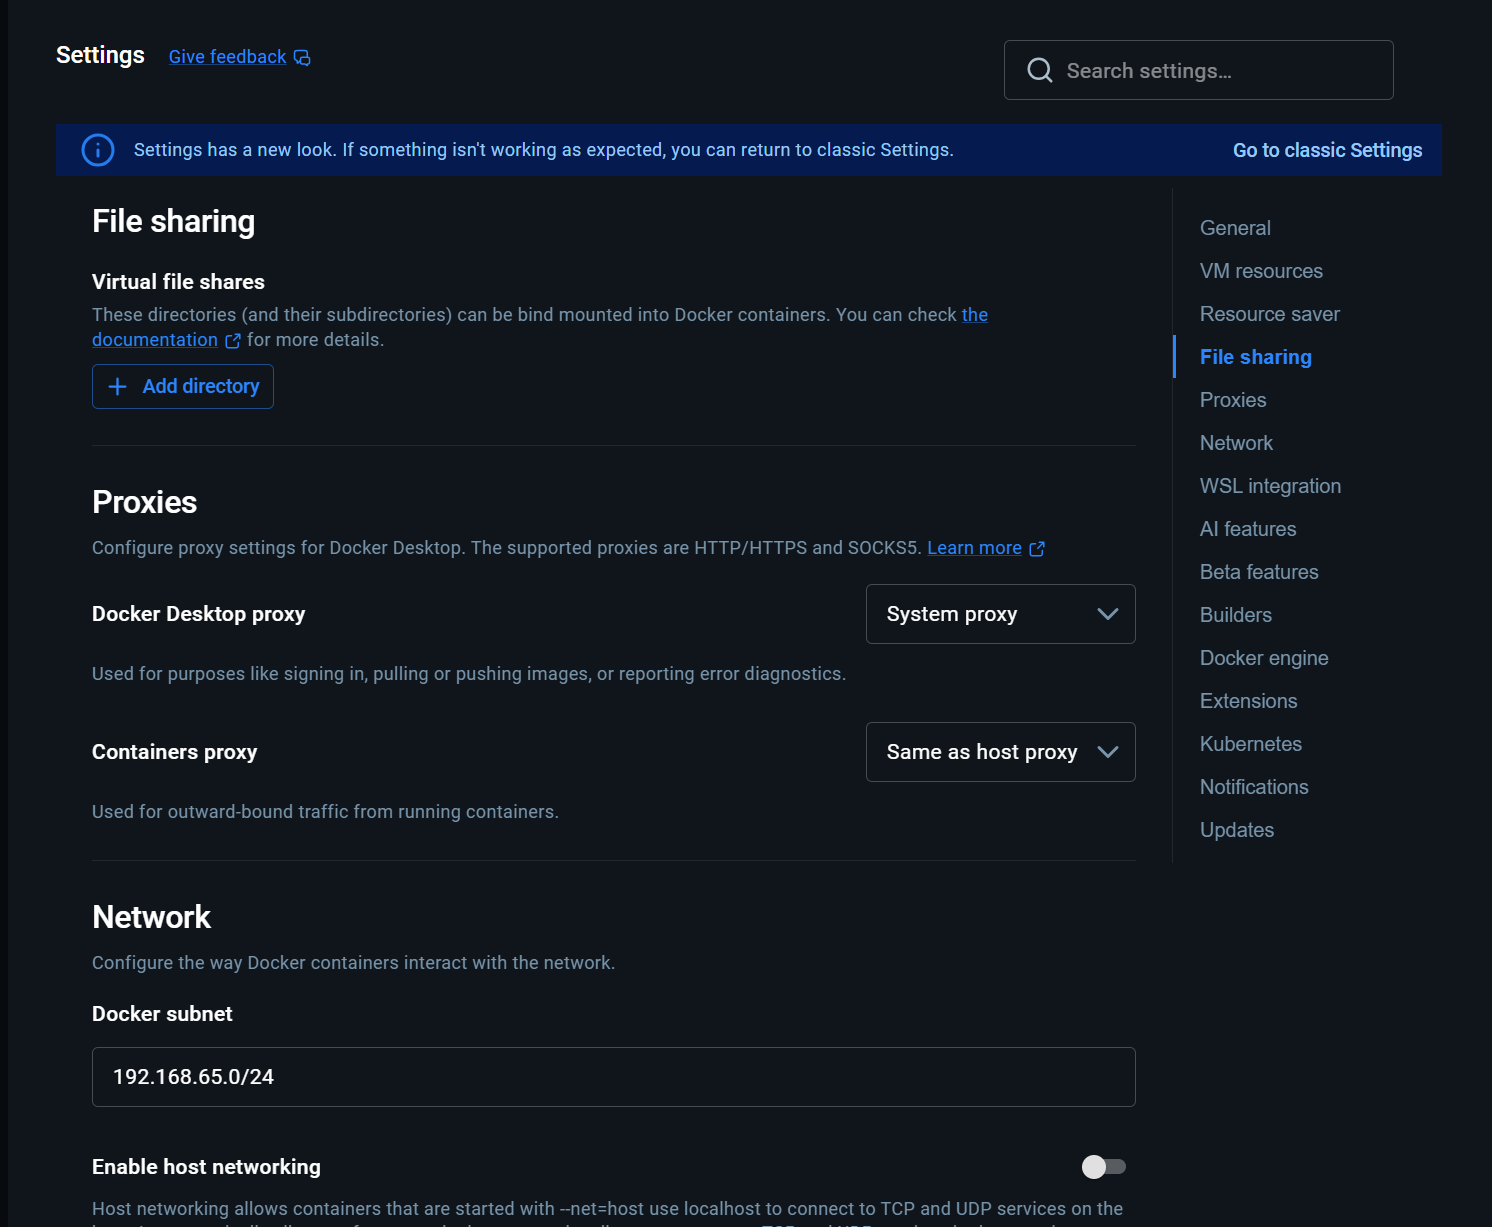 Settings
Give feedback
Search settings...
Settings has a new look. If something isn't working as expected, you can return to classic Settings.
Go to classic Settings
File sharing
Virtual file shares
These directories (and their subdirectories) can be bind mounted into Docker containers. You can check the
documentation for more details.
Add directory
Proxies
Configure proxy settings for Docker Desktop. The supported proxies are HTTP/HTTPS and SOCKS5. Learn more
Docker Desktop proxy
System proxy
Used for purposes like signing in, pulling or pushing images, or reporting error diagnostics.
Containers proxy
Same as host proxy
Used for outward-bound traffic from running containers.
Network
Configure the way Docker containers interact with the network.
Docker subnet
192.168.65.0/24
Enable host networking
Host networking allows containers that are started with --net=host use localhost to connect to TCP and UDP services on the
General
VM resources
Resource saver
File sharing
Proxies
Network
WSL integration
AI features
Beta features
Builders
Docker engine
Extensions
Kubernetes
Notifications
Updates